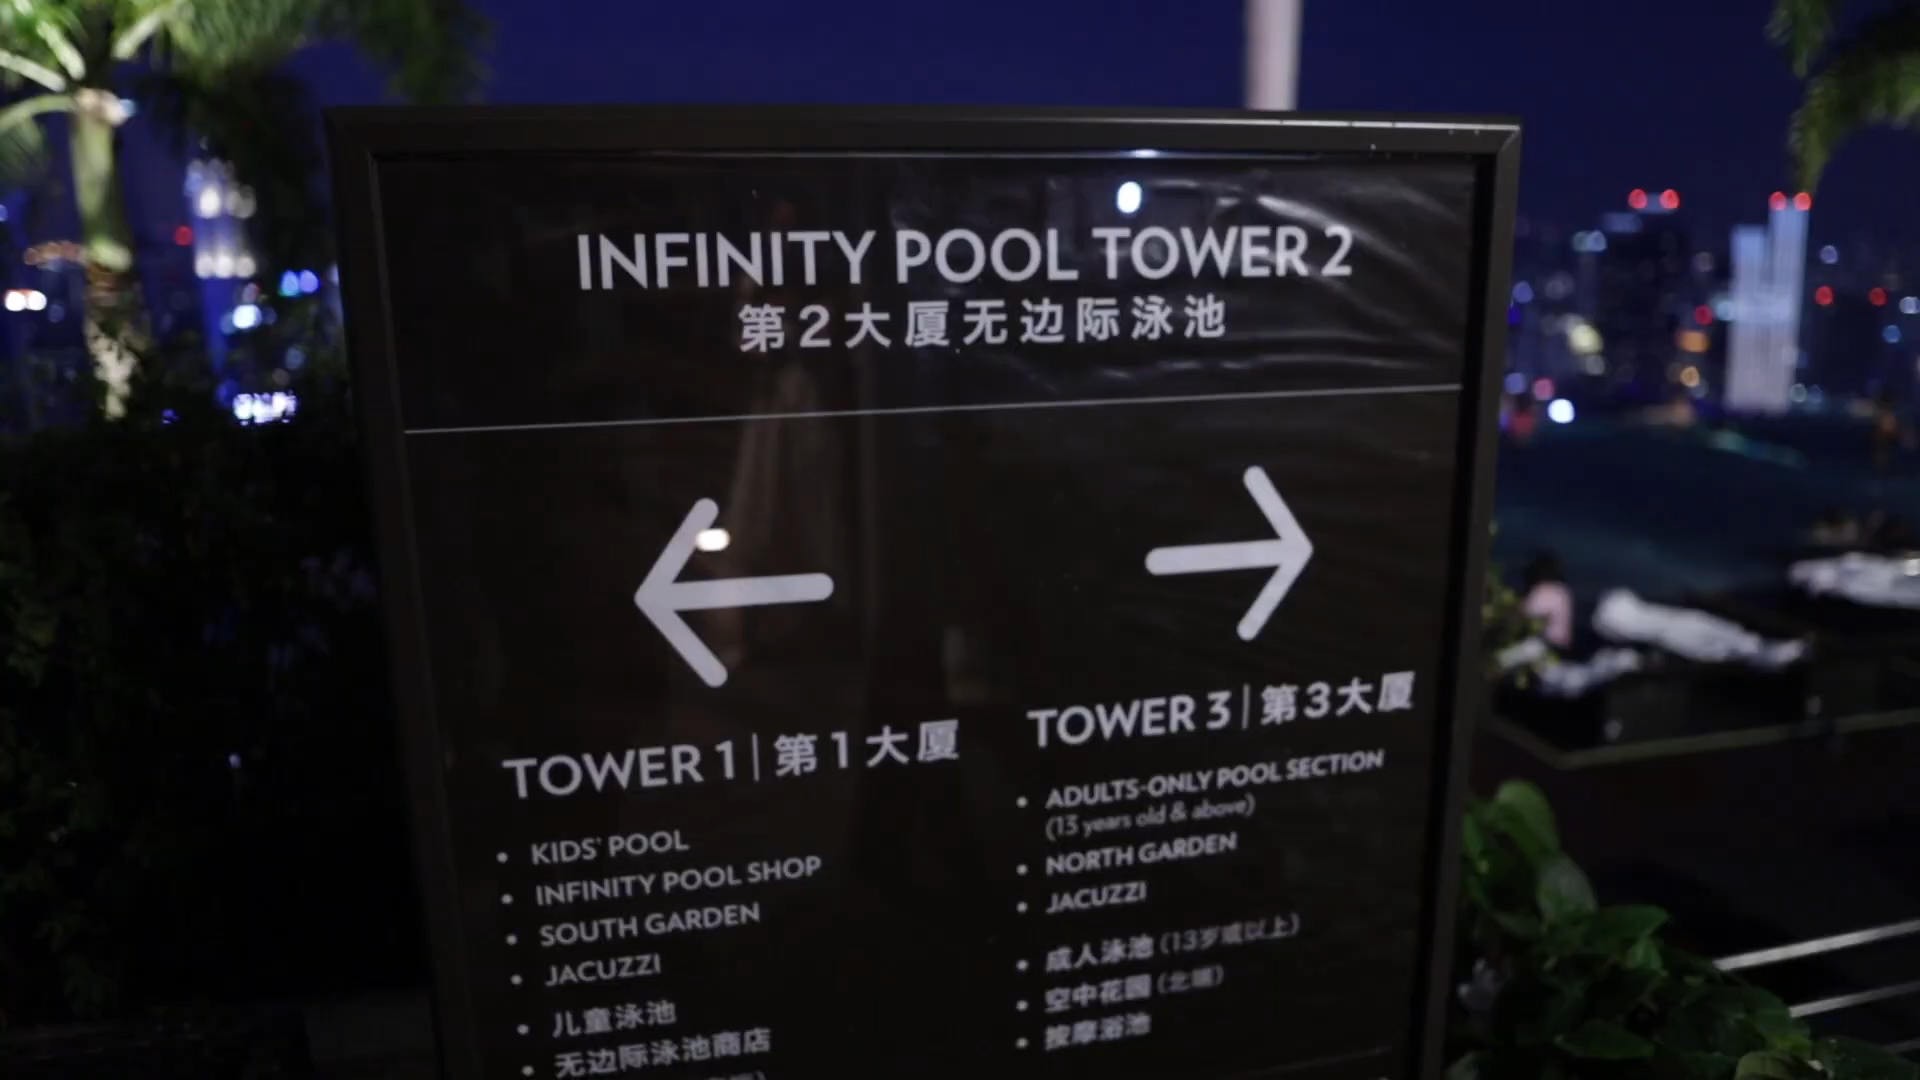 INFINITY POOL TOWER 2
第2大厦无边际泳池
TOWER 1 | 第1大厦
• KIDS' POOL
• INFINITY POOL SHOP
• SOUTH GARDEN
• JACUZZI
• 儿童泳池
• 无边际泳池商店
TOWER 3 | 第3大厦
• ADULTS-ONLY POOL SECTION
(13 years old & above)
• NORTH GARDEN
• JACUZZI
• 成人泳池 (13岁或以上)
• 空中花园 (北端)
• 按摩浴池